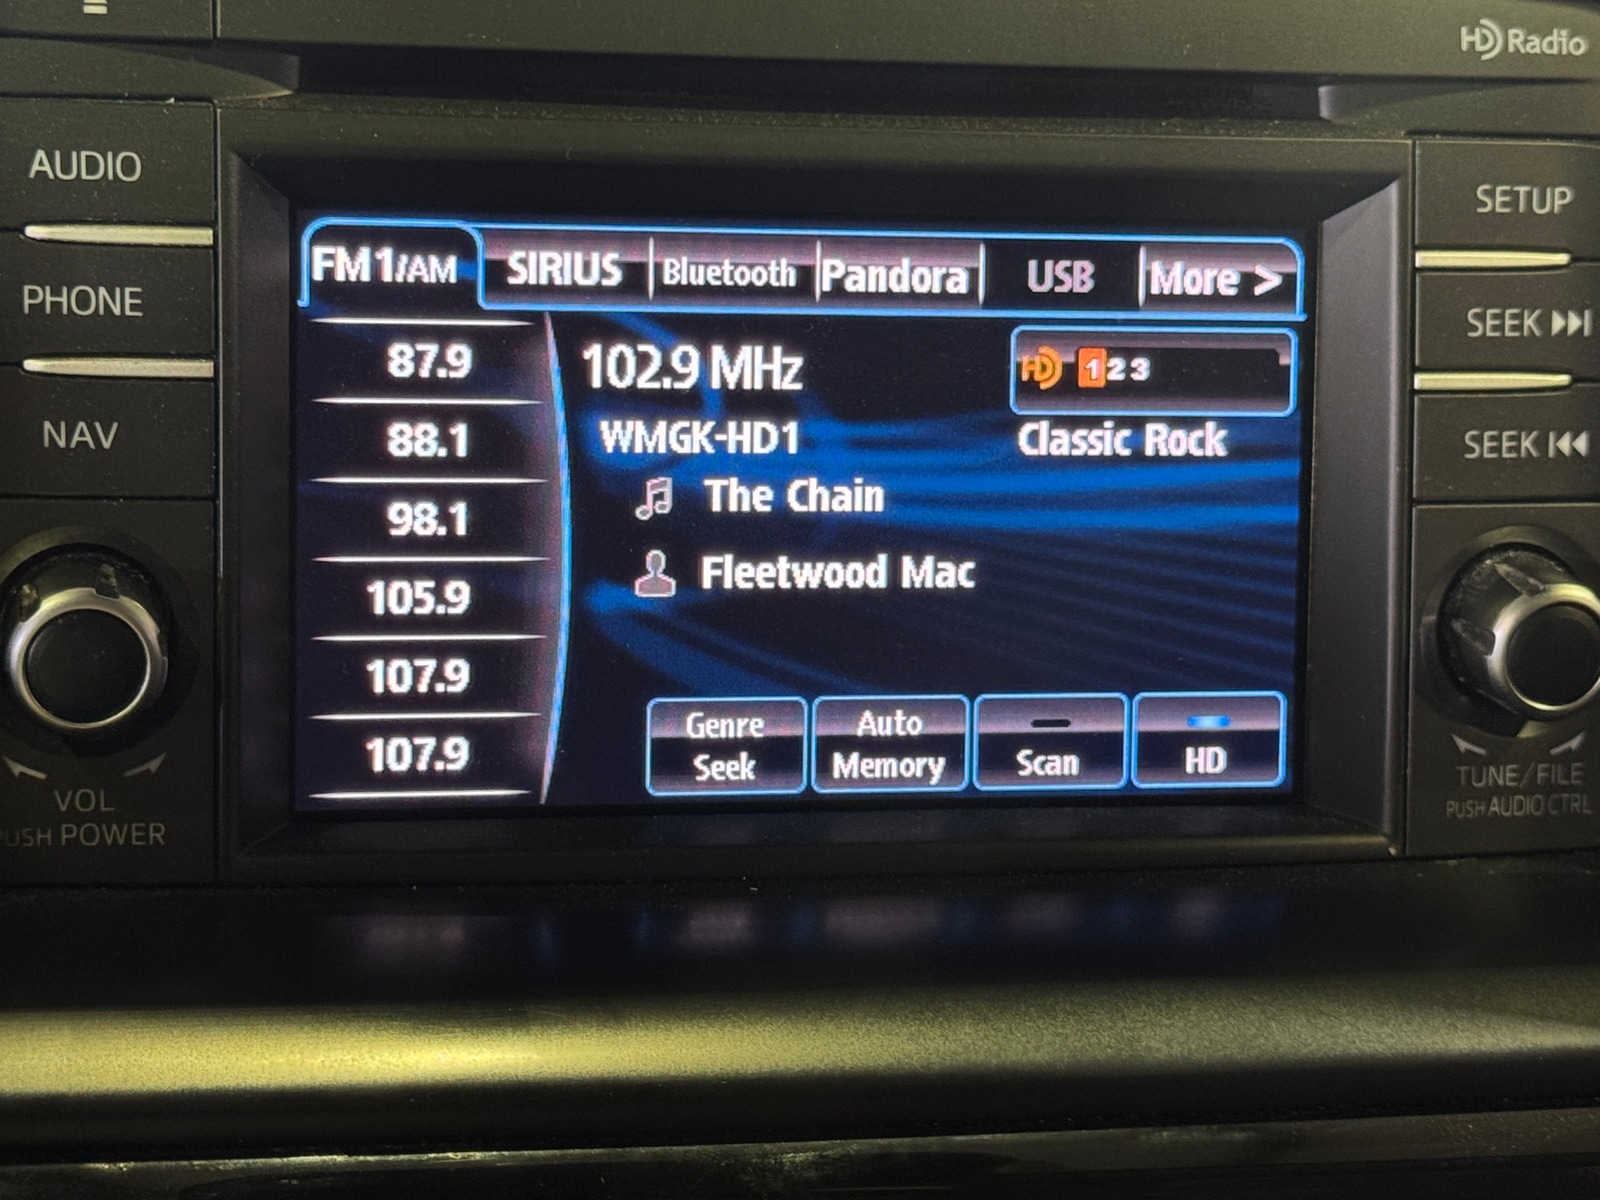 HD Radio
AUDIO
PHONE
NAV
VOL
PUSH POWER
FM1/AM
SIRIUS
Bluetooth
Pandora
USB
More >
87.9
88.1
98.1
105.9
107.9
107.9
102.9 MHz
HD 1 2 3
WMGK-HD1
Classic Rock
The Chain
Fleetwood Mac
Genre
Seek
Auto
Memory
Scan
HD
SETUP
SEEK
SEEK
TUNE/FILE
PUSH AUDIO CTRL